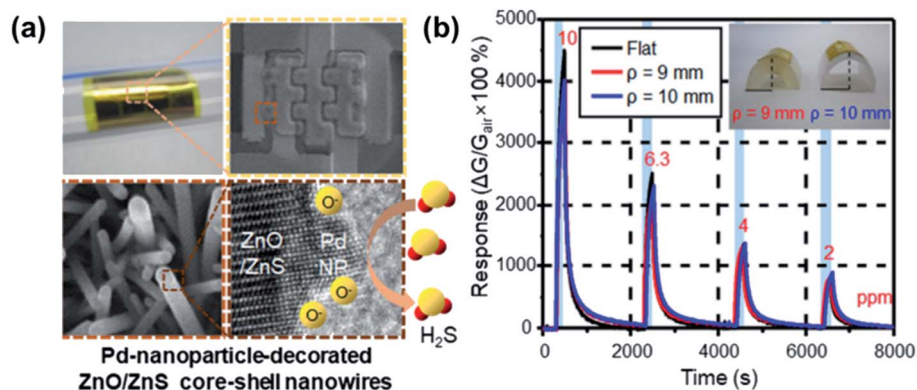 (a)
ZnO
/ZnS
Pd
NP
O⁻
O⁻
O⁻
H₂S
Pd-nanoparticle-decorated
ZnO/ZnS core-shell nanowires
(b)
Response (ΔG/Gair×100 %)
5000
4000
3000
2000
1000
0
10
6.3
4
2
ppm
Flat
ρ = 9 mm
ρ = 10 mm
ρ = 9 mm ρ = 10 mm
0 2000 4000 6000 8000
Time (s)